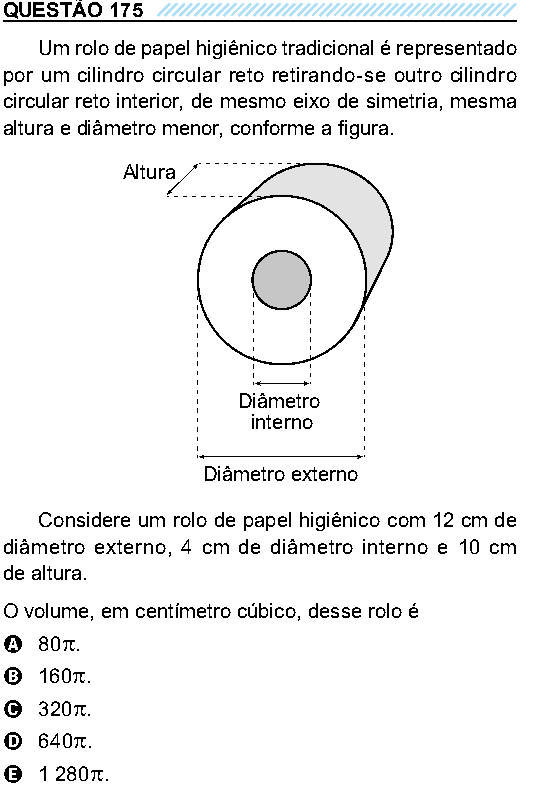 QUESTÃO 175
Um rolo de papel higiênico tradicional é representado
por um cilindro circular reto retirando-se outro cilindro
circular reto interior, de mesmo eixo de simetria, mesma
altura e diâmetro menor, conforme a figura.
Altura
Diâmetro
interno
Diâmetro externo
Considere um rolo de papel higiênico com 12 cm de
diâmetro externo, 4 cm de diâmetro interno e 10 cm
de altura.
O volume, em centímetro cúbico, desse rolo é
A 80π.
B 160π.
C 320π.
D 640π.
E 1 280π.